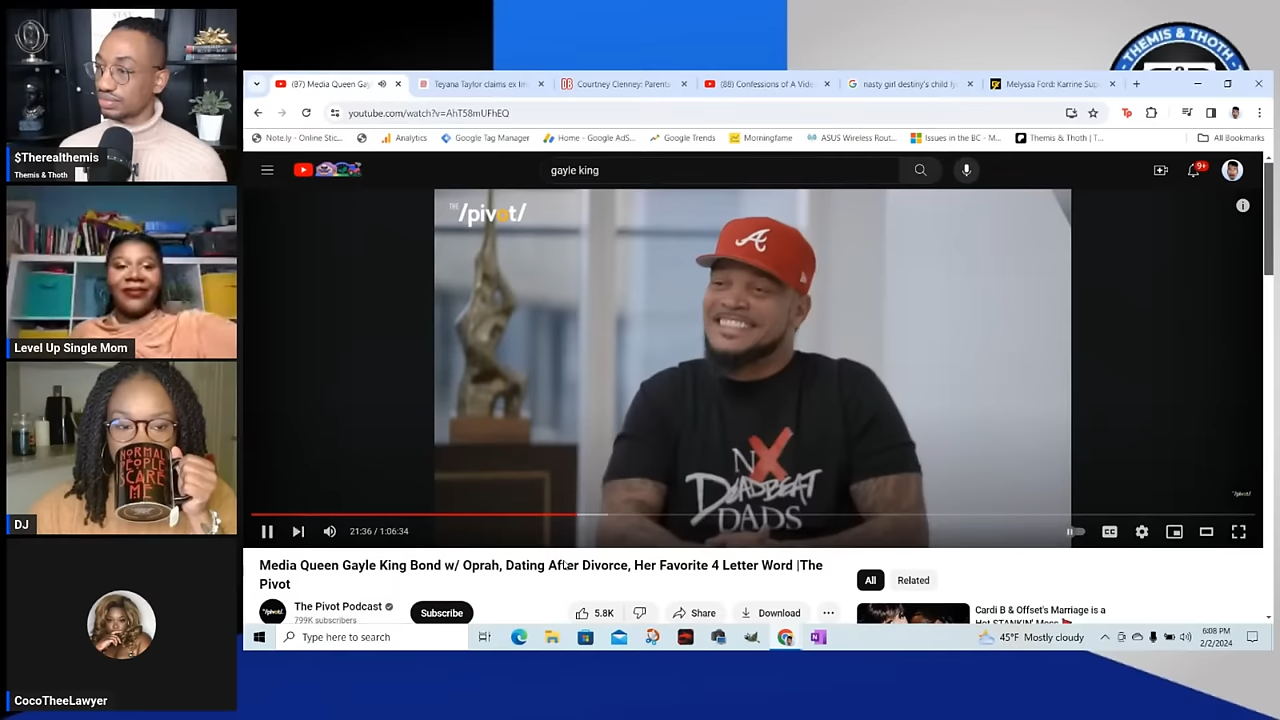 $Therealthemis
Themis & Thoth
Level Up Single Mom
NORMAL
PEOPLE
SCARE
ME
DJ
CocoTheeLawyer
THEMIS & THOTH
(87) Media Queen Gay
Teyana Taylor claims ex
Courtney Clenney: Parents
(88) Confessions of A Vid
nasty girl destiny's child ly
Melyssa Ford: Karrine Sup
youtube.com/watch?v=AhT58mUFhEQ
Note.ly - Online Stic...
Analytics
Google Tag Manager
Home - Google AdS...
Google Trends
Morningfame
ASUS Wireless Rout...
Issues in the BC - M...
Themis & Thoth | T...
All Bookmarks
gayle king
9+
THE /pivot/
A
NX
DEADBEAT
DADS
/pivot/
21:36 / 1:06:34
CC
Media Queen Gayle King Bond w/ Oprah, Dating After Divorce, Her Favorite 4 Letter Word |The
Pivot
All
Related
The Pivot Podcast
799K subscribers
Subscribe
5.8K
Share
Download
Cardi B & Offset's Marriage is a
Type here to search
45°F Mostly cloudy
6:08 PM
2/2/2024